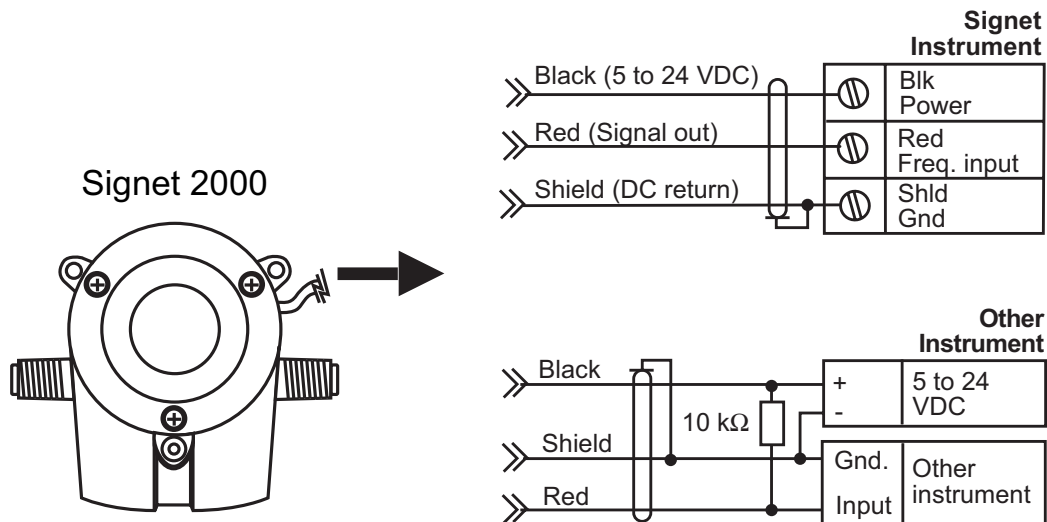 Signet
Instrument
Black (5 to 24 VDC)
Blk
Power
Red (Signal out)
Red
Freq. input
Shield (DC return)
Shld
Gnd
Signet 2000
Other
Instrument
Black
+
-
5 to 24
VDC
10 kΩ
Shield
Gnd.
Other
instrument
Red
Input